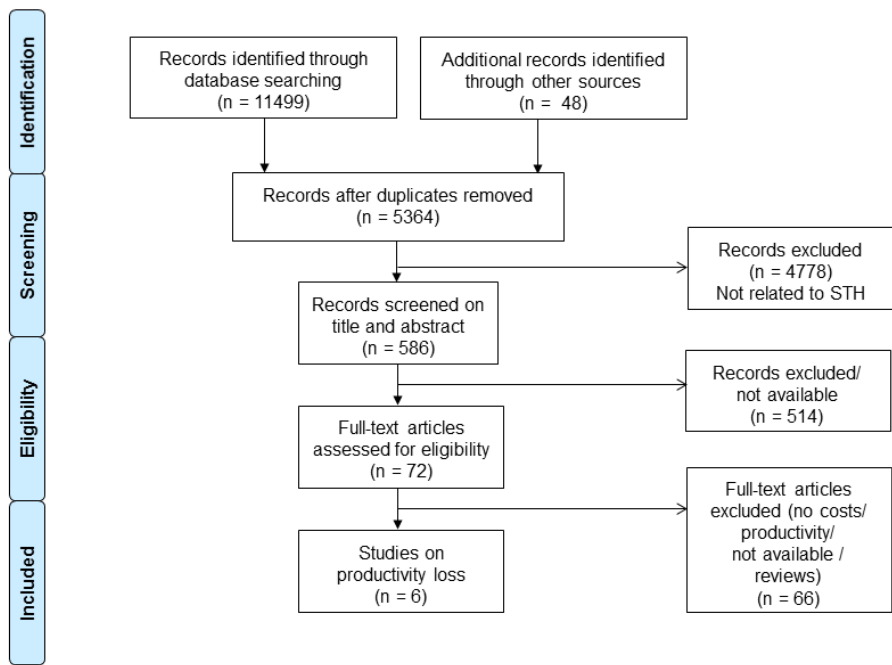 Identification
Records identified through
database searching
(n = 11499)
Additional records identified
through other sources
(n = 48)
Screening
Records after duplicates removed
(n = 5364)
Records excluded
(n = 4778)
Not related to STH
Records screened on
title and abstract
(n = 586)
Eligibility
Records excluded/
not available
(n = 514)
Full-text articles
assessed for eligibility
(n = 72)
Full-text articles
excluded (no costs/
productivity/
not available /
reviews)
(n = 66)
Included
Studies on
productivity loss
(n = 6)